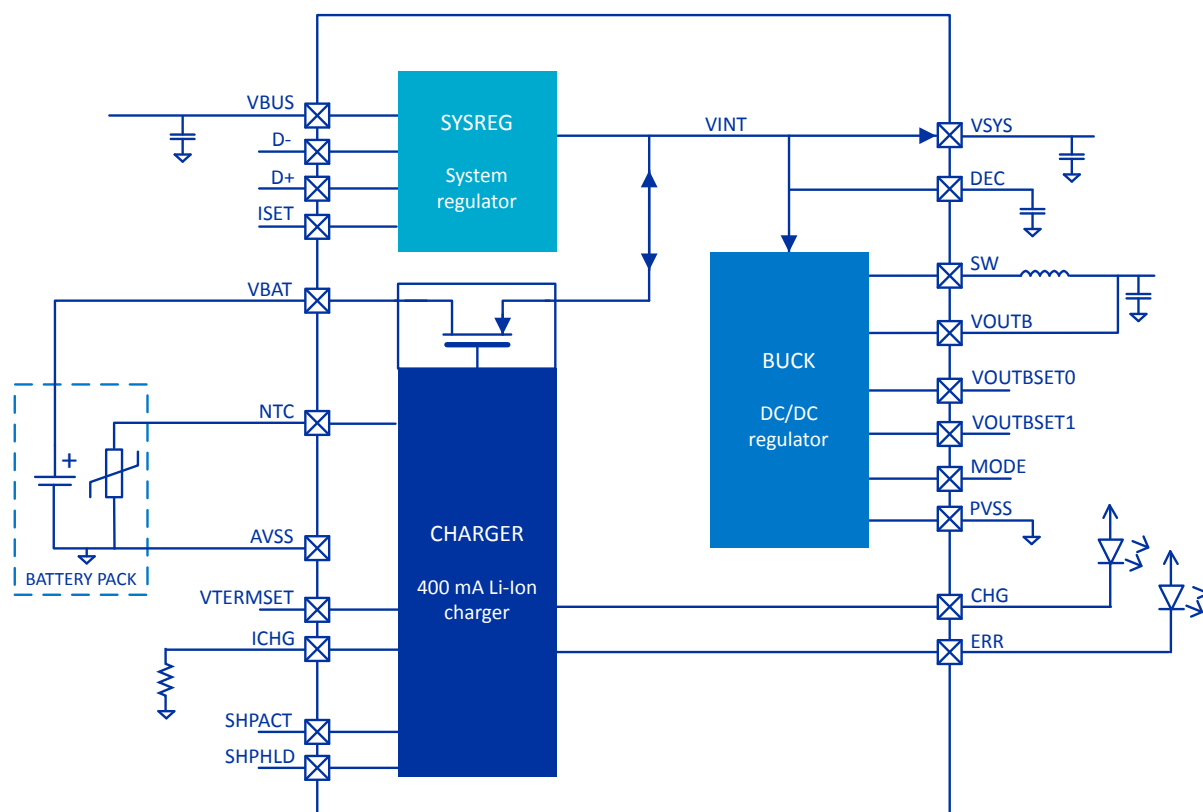 VBUS
D-
D+
ISET
VBAT
NTC
AVSS
VTERMSET
ICHG
SHPACT
SHPHLD
+
BATTERY PACK
SYSREG
System
regulator
CHARGER
400 mA Li-Ion
charger
VINT
BUCK
DC/DC
regulator
VSYS
DEC
SW
VOUTB
VOUTBSET0
VOUTBSET1
MODE
PVSS
CHG
ERR